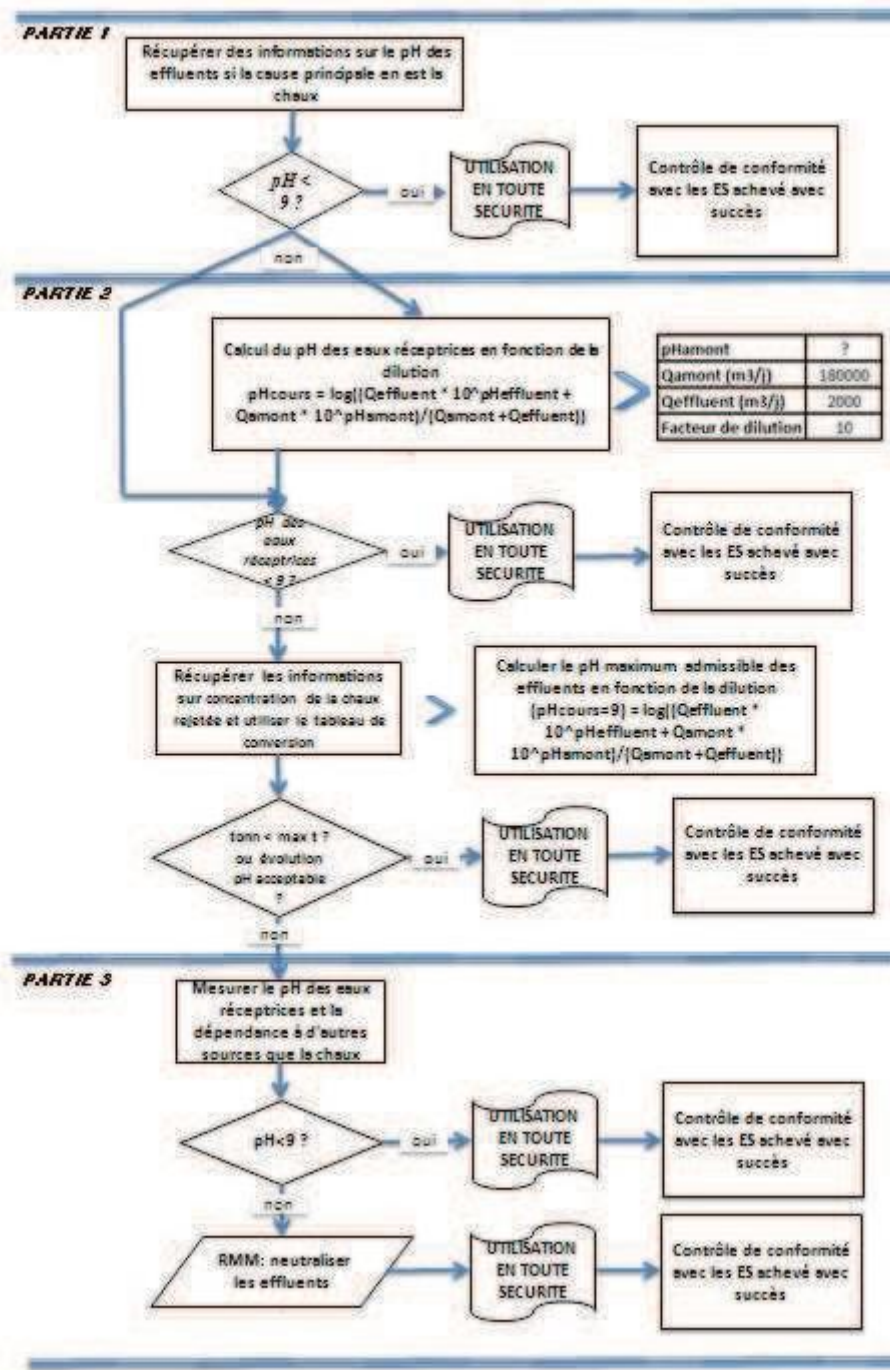 PARTIE 1
Récupérer des informations sur le pH des
effluents si la cause principale en est la
chaux
pH <
9 ?
oui
UTILISATION
EN TOUTE
SECURITE
Contrôle de conformité
avec les ES achevé avec
succès
non
PARTIE 2
Calcul du pH des eaux réceptrices en fonction de la
dilution
pHcours = log((Qeffluent * 10^pHeffluent +
Qamont * 10^pHamont)/(Qamont +Qeffuent))
pHamont ?
Qamont (m3/j) 180000
Qeffluent (m3/j) 2000
Facteur de dilution 10
pH des
eaux
réceptrices
< 9 ?
oui
UTILISATION
EN TOUTE
SECURITE
Contrôle de conformité
avec les ES achevé avec
succès
non
Récupérer les informations
sur concentration de la chaux
rejetée et utiliser le tableau de
conversion
Calculer le pH maximum admissible des
effluents en fonction de la dilution
(pHcours=9) = log((Qeffluent *
10^pHeffluent + Qamont *
10^pHamont)/(Qamont +Qeffuent))
tonn < max t ?
ou évolution
pH acceptable
?
oui
UTILISATION
EN TOUTE
SECURITE
Contrôle de conformité
avec les ES achevé avec
succès
non
PARTIE 3
Mesurer le pH des eaux
réceptrices et la
dépendance à d'autres
sources que la chaux
pH<9 ?
oui
UTILISATION
EN TOUTE
SECURITE
Contrôle de conformité
avec les ES achevé avec
succès
non
RMM: neutraliser
les effluents
UTILISATION
EN TOUTE
SECURITE
Contrôle de conformité
avec les ES achevé avec
succès